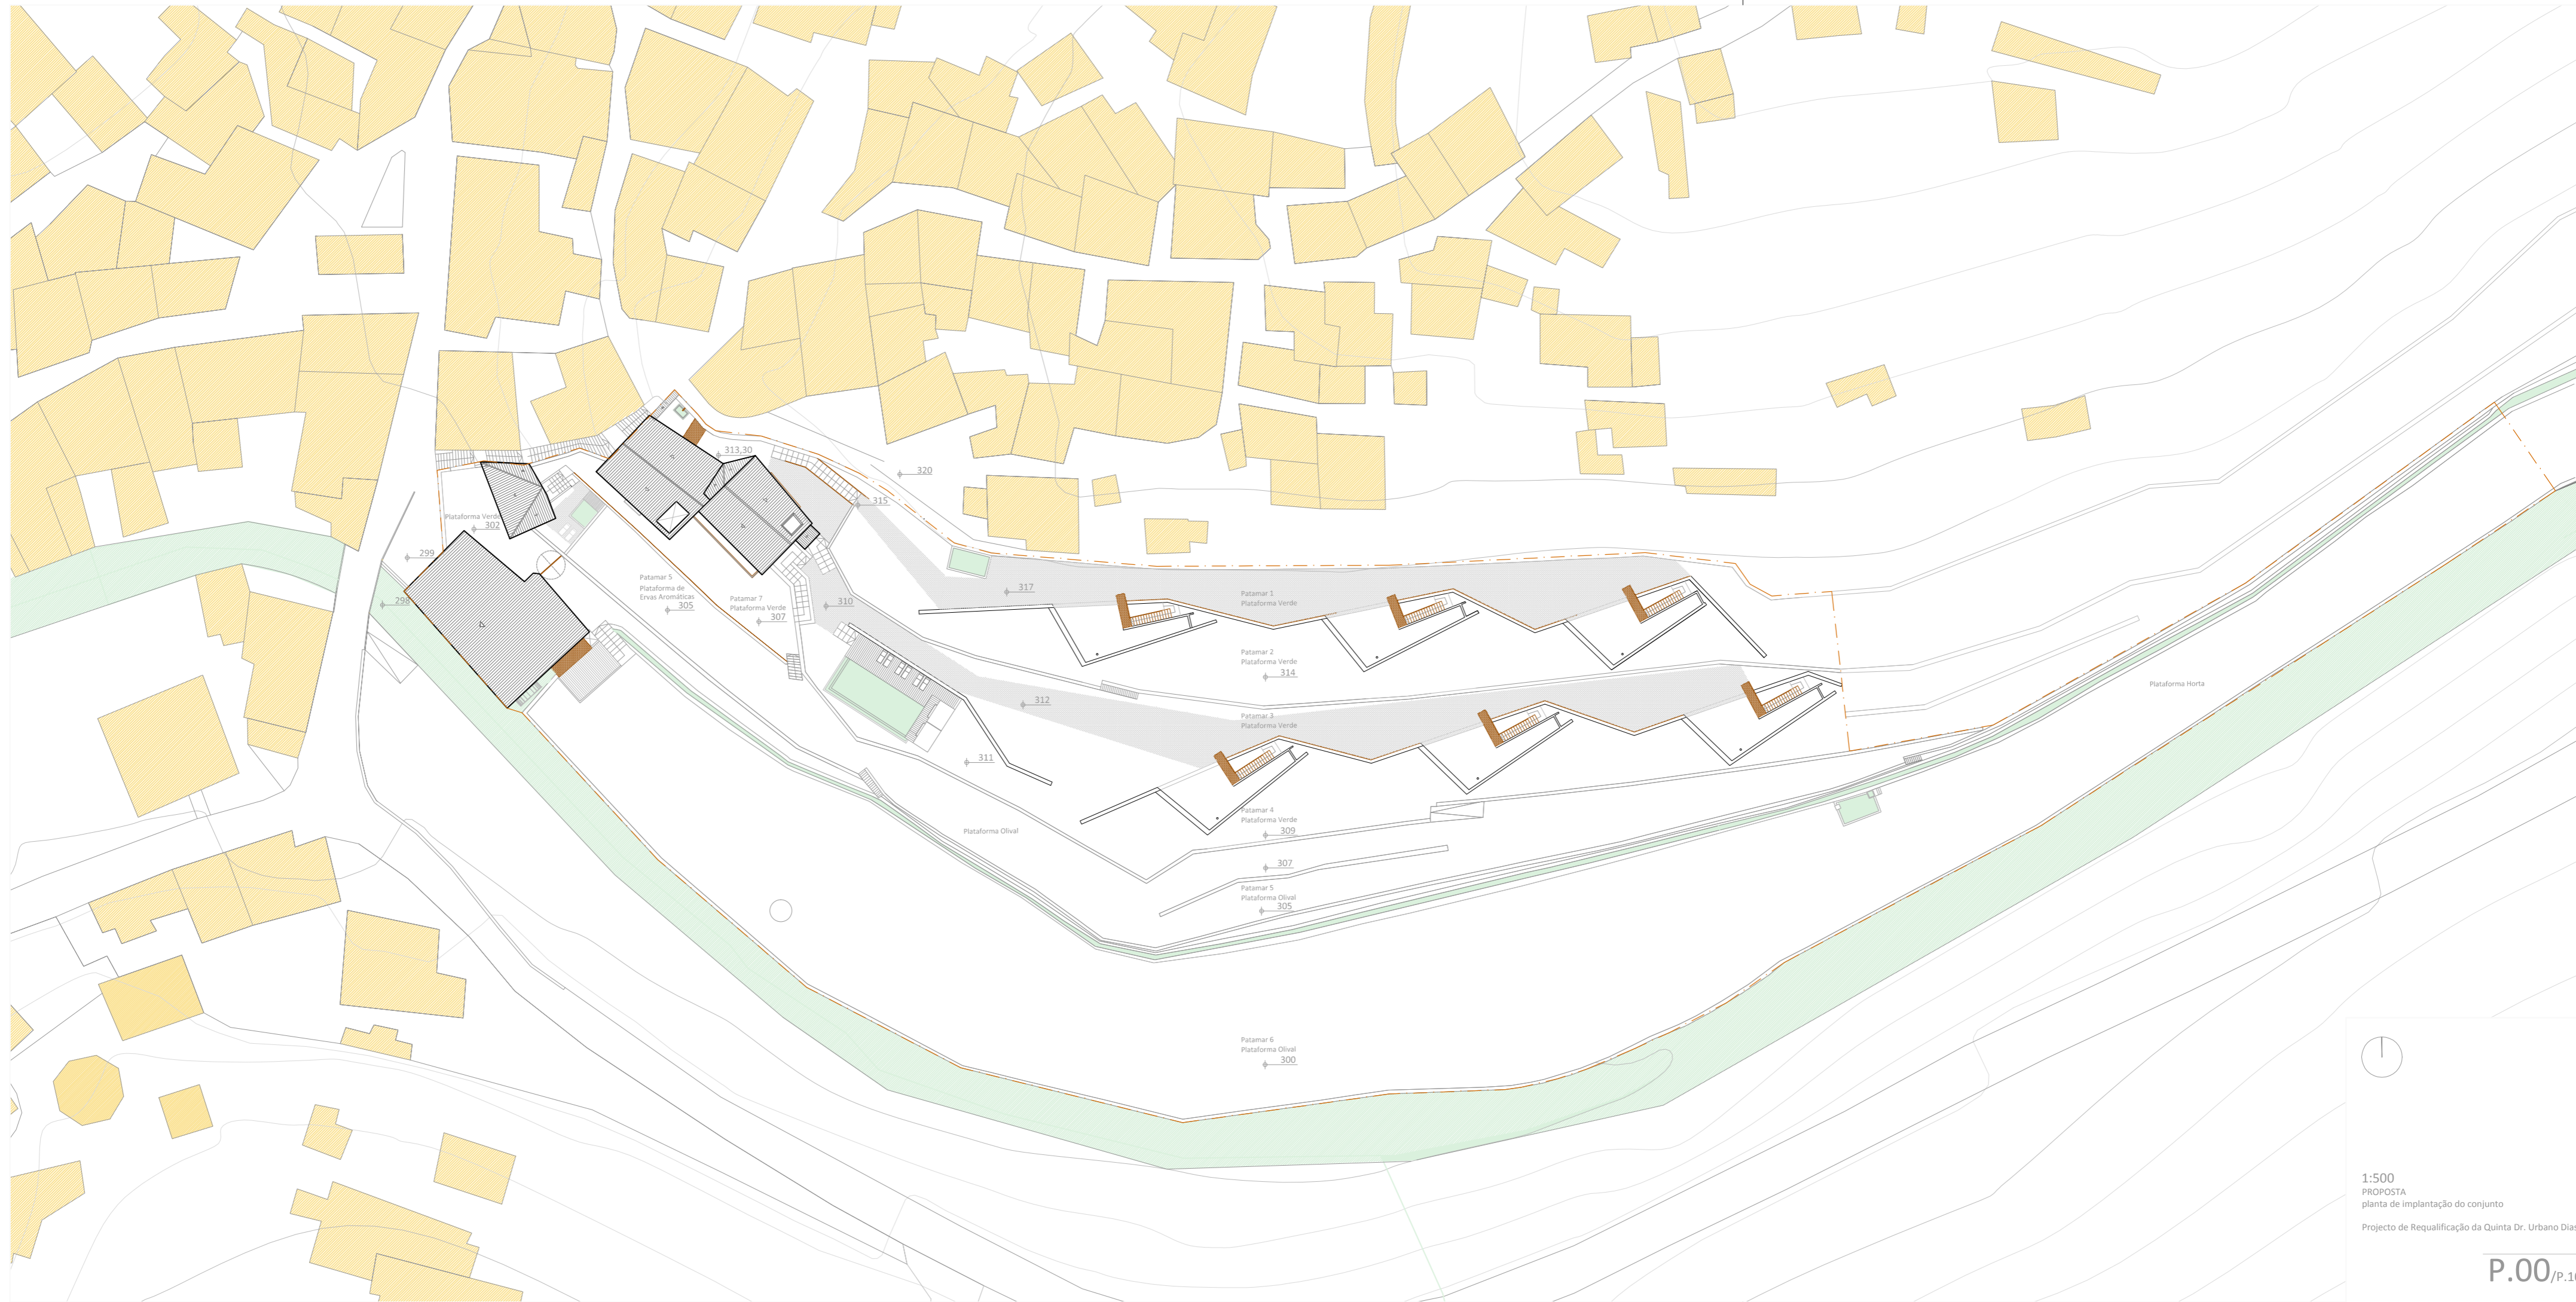 313,30
320
315
Plataforma Verde
302
299
298
Patamar 5
Plataforma de
Ervas Aromáticas
305
Patamar 7
Plataforma Verde
307
310
317
Patamar 1
Plataforma Verde
Patamar 2
Plataforma Verde
314
312
Patamar 3
Plataforma Verde
311
Plataforma Horta
Plataforma Olival
Patamar 4
Plataforma Verde
309
307
Patamar 5
Plataforma Olival
305
Patamar 6
Plataforma Olival
300
1:500
PROPOSTA
planta de implantação do conjunto
Projecto de Requalificação da Quinta Dr. Urbano Dias
P.00/P.1